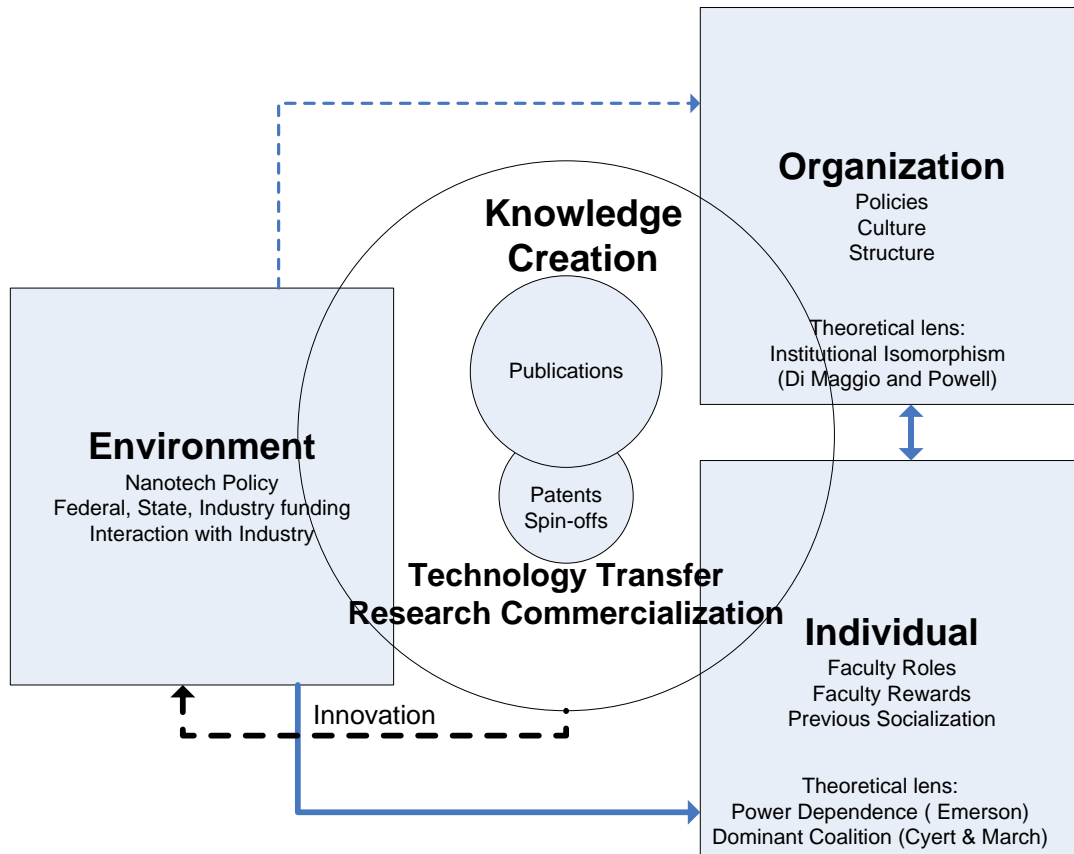 Organization
Policies
Culture
Structure
Theoretical lens:
Institutional Isomorphism
(Di Maggio and Powell)
Knowledge
Creation
Publications
Patents
Spin-offs
Technology Transfer
Research Commercialization
Environment
Nanotech Policy
Federal, State, Industry funding
Interaction with Industry
Innovation
Individual
Faculty Roles
Faculty Rewards
Previous Socialization
Theoretical lens:
Power Dependence ( Emerson)
Dominant Coalition (Cyert & March)